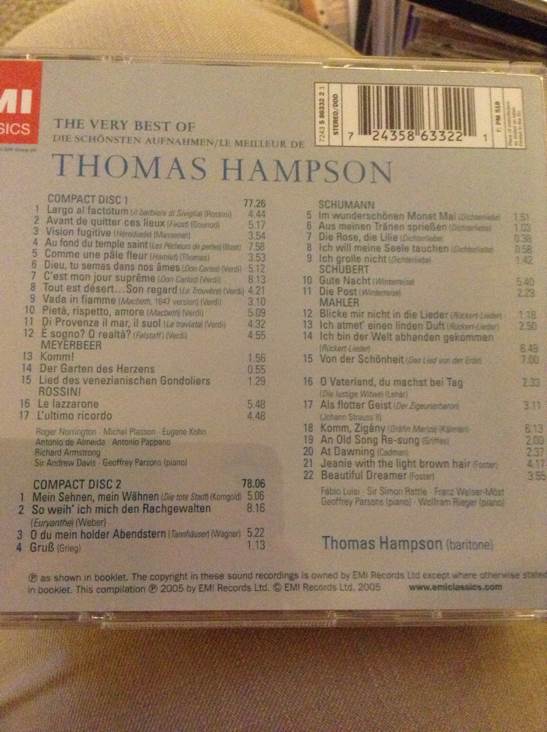 MI
SICS
THE VERY BEST OF
DIE SCHÖNSTEN AUFNAHMEN/LE MEILLEUR DE
THOMAS HAMPSON
7243 5 86332 2 1
STEREO/DDD
7 24358 63322 1
F: PM 518
COMPACT DISC 1 77.26
1 Largo al factotum (Il barbiere di Siviglia) (Rossini) 4.44
2 Avant de quitter ces lieux (Faust) (Gounod) 5.17
3 Vision fugitive (Hérodiade) (Massenet) 3.54
4 Au fond du temple saint (Les Pêcheurs de perles) (Bizet) 7.58
5 Comme une pâle fleur (Hamlet) (Thomas) 3.53
6 Dieu, tu semas dans nos âmes (Don Carlos) (Verdi) 5.12
7 C'est mon jour suprême (Don Carlos) (Verdi) 8.13
8 Tout est désert...Son regard (Le Trouvère) (Verdi) 4.21
9 Vada in fiamme (Macbeth, 1847 version) (Verdi) 3.10
10 Pietà, rispetto, amore (Macbeth) (Verdi) 5.09
11 Di Provenza il mar, il suol (La traviata) (Verdi) 4.32
12 È sogno? O realtà? (Falstaff) (Verdi) 4.55
MEYERBEER
13 Komm! 1.56
14 Der Garten des Herzens 0.55
15 Lied des venezianischen Gondoliers 1.29
ROSSINI
16 Le lazzarone 5.48
17 L'ultimo ricordo 4.48
Roger Norrington · Michel Plasson · Eugene Kohn
Antonio de Almeida · Antonio Pappano
Richard Armstrong
Sir Andrew Davis · Geoffrey Parsons (piano)
COMPACT DISC 2 78.06
1 Mein Sehnen, mein Wähnen (Die tote Stadt) (Korngold) 5.06
2 So weih' ich mich den Rachgewalten 8.16
(Euryanthe) (Weber)
3 O du mein holder Abendstern (Tannhäuser) (Wagner) 5.22
4 Gruß (Grieg) 1.13
SCHUMANN
5 Im wunderschönen Monet Mai (Dichterliebe) 1.51
6 Aus meinen Tränen sprießen (Dichterliebe) 1.03
7 Die Rose, die Lilie (Dichterliebe) 0.38
8 Ich will meine Seele tauchen (Dichterliebe) 0.58
9 Ich grolle nicht (Dichterliebe) 1.42
SCHUBERT
10 Gute Nacht (Winterreise) 5.40
11 Die Post (Winterreise) 2.23
MAHLER
12 Blicke mir nicht in die Lieder (Rückert-Lieder) 1.18
13 Ich atmet' einen linden Duft (Rückert-Lieder) 2.50
14 Ich bin der Welt abhanden gekommen
(Rückert-Lieder) 6.49
15 Von der Schönheit (Das Lied von der Erde) 7.00
16 O Vaterland, du machst bei Tag 2.33
(Die lustige Witwe) (Lehár)
17 Als flotter Geist (Der Zigeunerbaron) 3.11
(Johann Strauss II)
18 Komm, Zigány (Gräfin Mariza) (Kálmán) 6.13
19 An Old Song Re-sung (Griffes) 2.00
20 At Dawning (Cadman) 2.37
21 Jeanie with the light brown hair (Foster) 4.17
22 Beautiful Dreamer (Foster) 3.55
Fabio Luisi · Sir Simon Rattle · Franz Welser-Möst
Geoffrey Parsons (piano) · Wolfram Rieger (piano)
Thomas Hampson (baritone)
℗ as shown in booklet. The copyright in these sound recordings is owned by EMI Records Ltd except where otherwise stated
in booklet. This compilation ℗ 2005 by EMI Records Ltd. © EMI Records Ltd. 2005 www.emiclassics.com